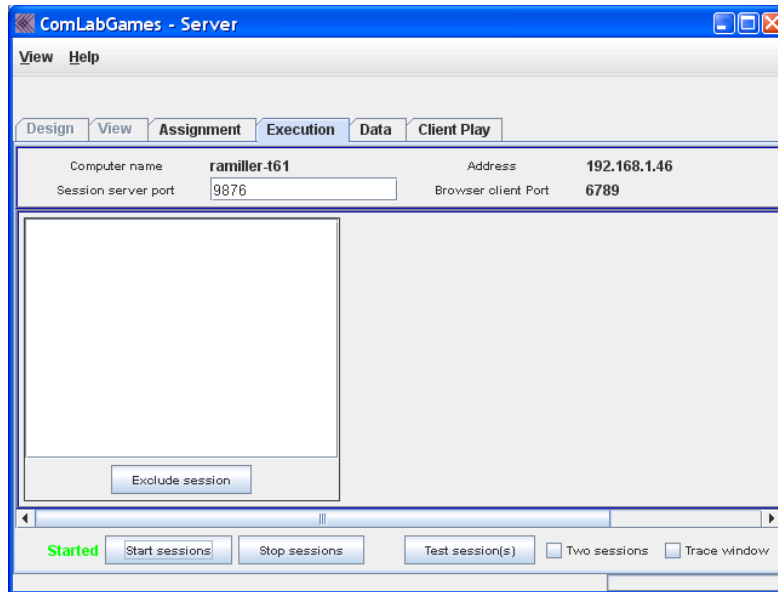 ComLabGames - Server
View Help
Design View Assignment Execution Data Client Play
Computer name ramiller-t61 Address 192.168.1.46
Session server port 9876 Browser client Port 6789
Exclude session
Started Start sessions Stop sessions Test session(s) Two sessions Trace window